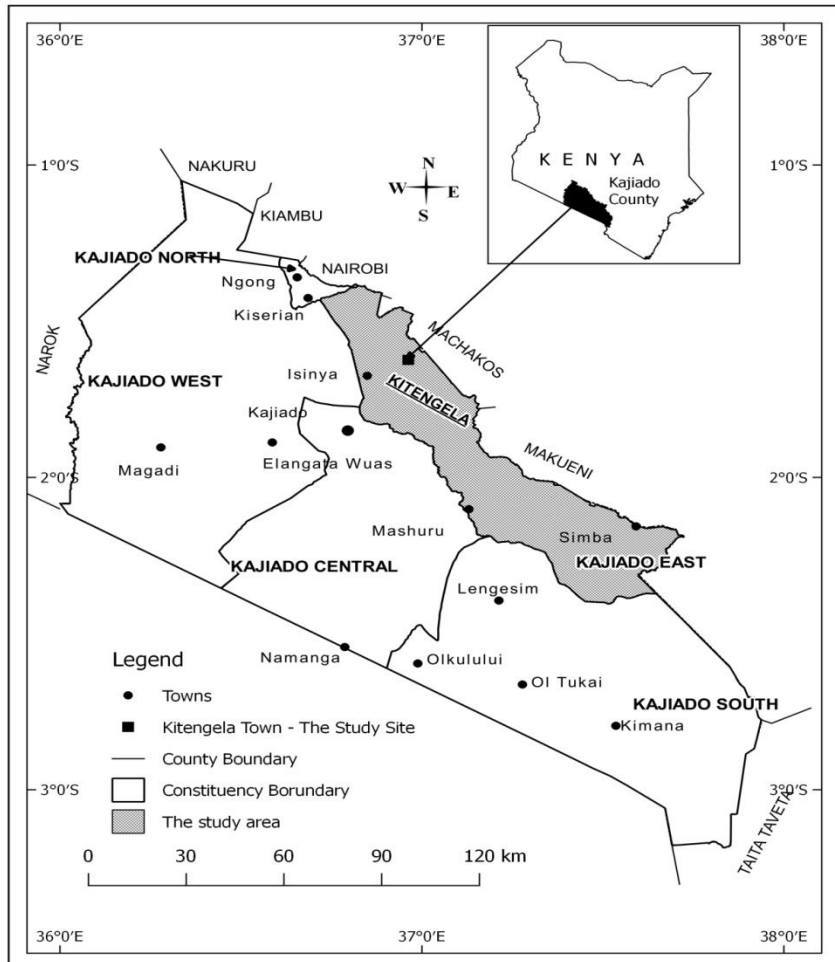 36°0'E
37°0'E
38°0'E
1°0'S
1°0'S
K E N Y A
Kajiado
County
N
W
E
S
NAKURU
KIAMBU
KAJIADO NORTH
NAIROBI
Ngong
Kiserian
MACHAKOS
NAROK
Isinya
KITENGELA
KAJIADO WEST
Kajiado
Magadi
Elangata Wuas
MAKUENI
2°0'S
2°0'S
Mashuru
Simba
KAJIADO CENTRAL
KAJIADO EAST
Lengesim
Namanga
Olkulului
Ol Tukai
KAJIADO SOUTH
Kimana
Legend
Towns
Kitengela Town - The Study Site
County Boundary
Constituency Borundary
The study area
3°0'S
3°0'S
TAITA TAVETA
0 30 60 90 120 km
36°0'E
37°0'E
38°0'E